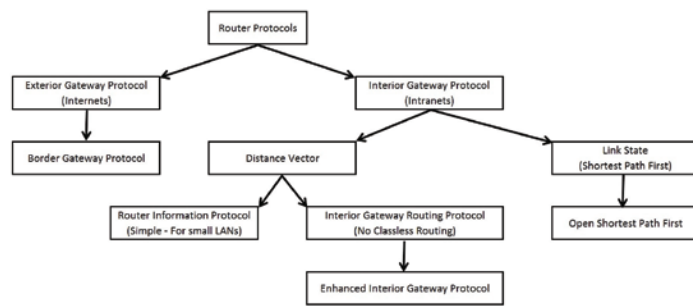 Router Protocols
Exterior Gateway Protocol
(Internets)
Interior Gateway Protocol
(Intranets)
Border Gateway Protocol
Distance Vector
Link State
(Shortest Path First)
Router Information Protocol
(Simple - For small LANs)
Interior Gateway Routing Protocol
(No Classless Routing)
Open Shortest Path First
Enhanced Interior Gateway Protocol